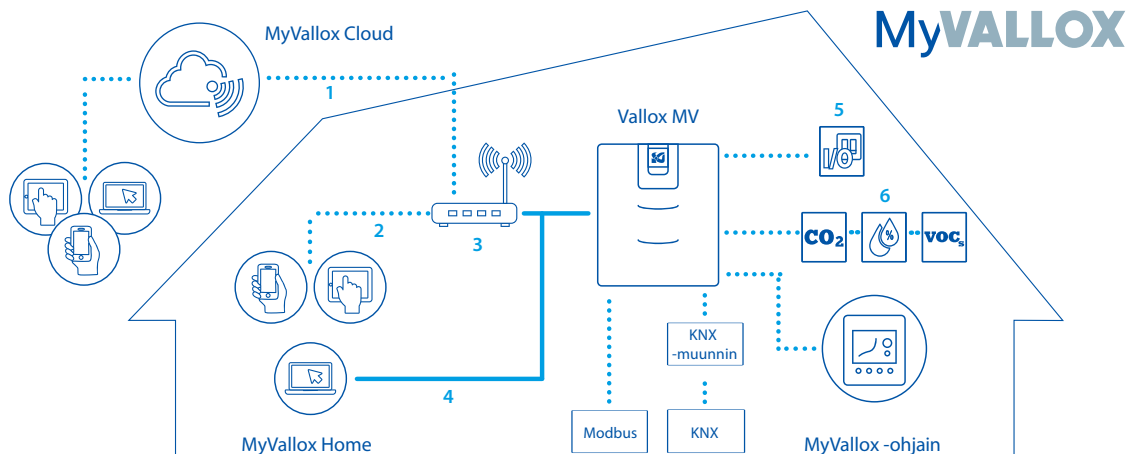 MyVALLOX
MyVallox Cloud
1
Vallox MV
5
I/O
2
3
6
CO₂
%
VOCs
KNX
-muunnin
4
Modbus
KNX
MyVallox Home
MyVallox -ohjain